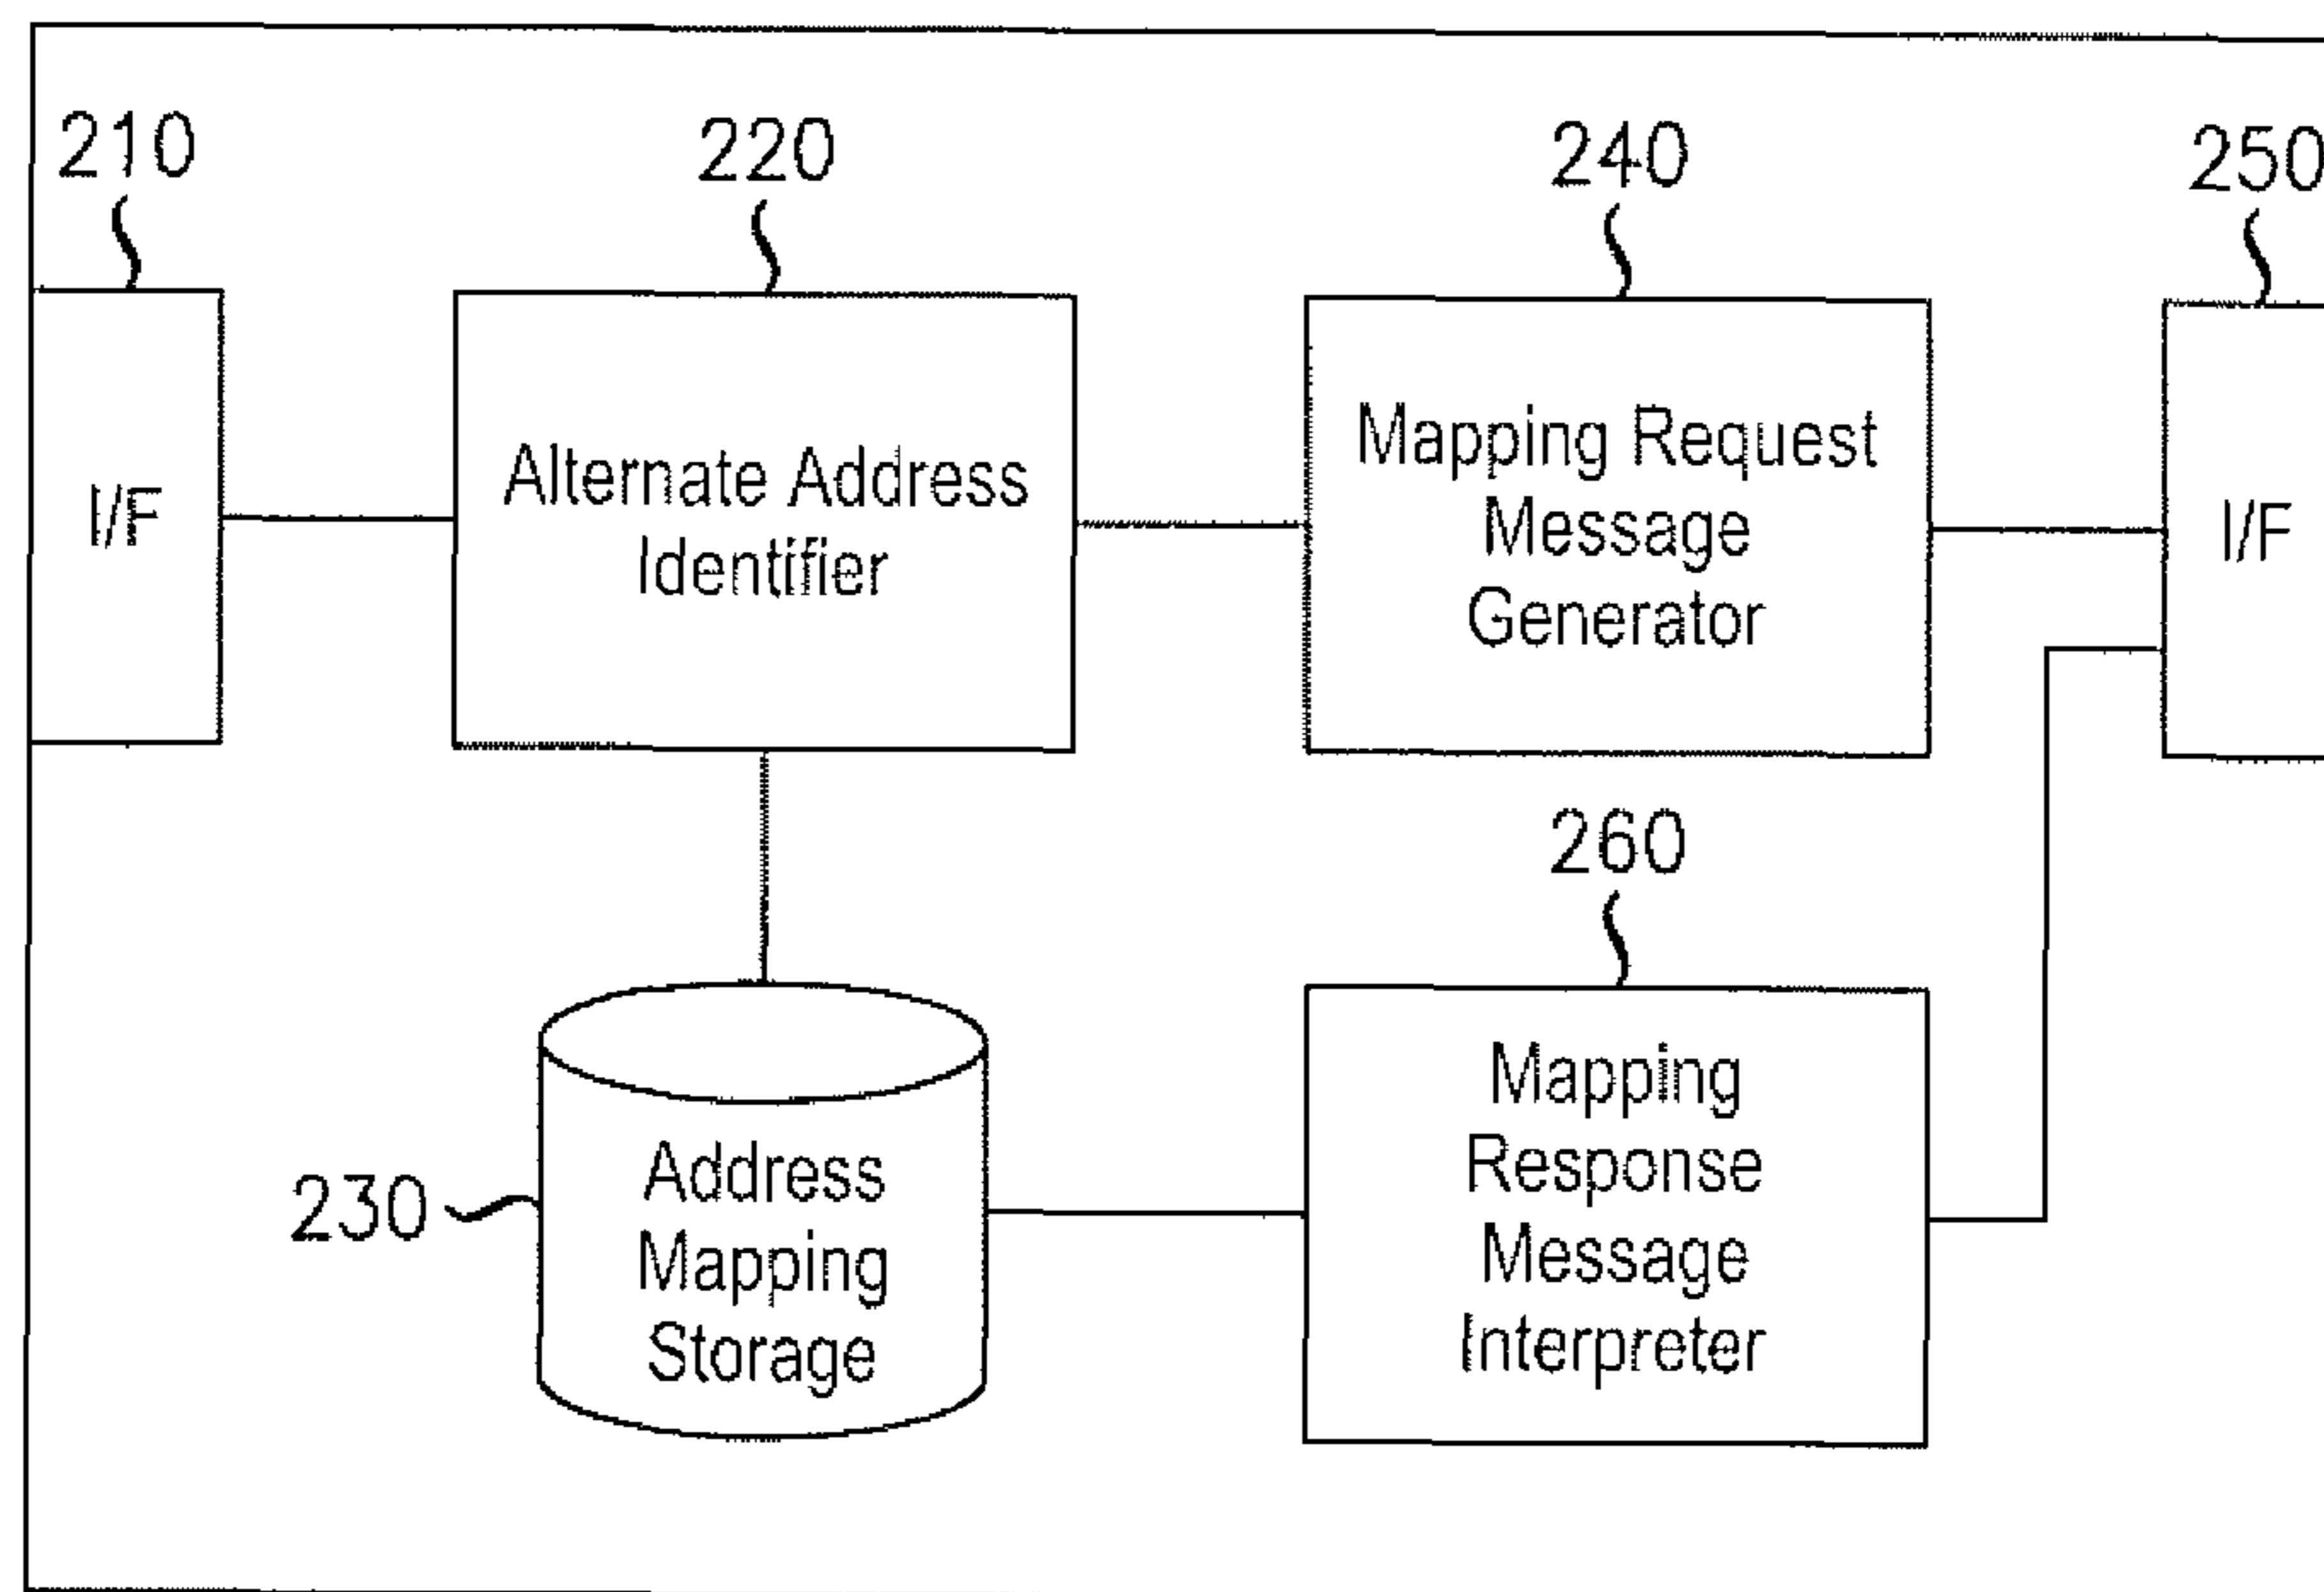 210
220
240
250
I/F
Alternate Address
Identifier
Mapping Request
Message
Generator
I/F
260
230
Address
Mapping
Storage
Mapping
Response
Message
Interpreter